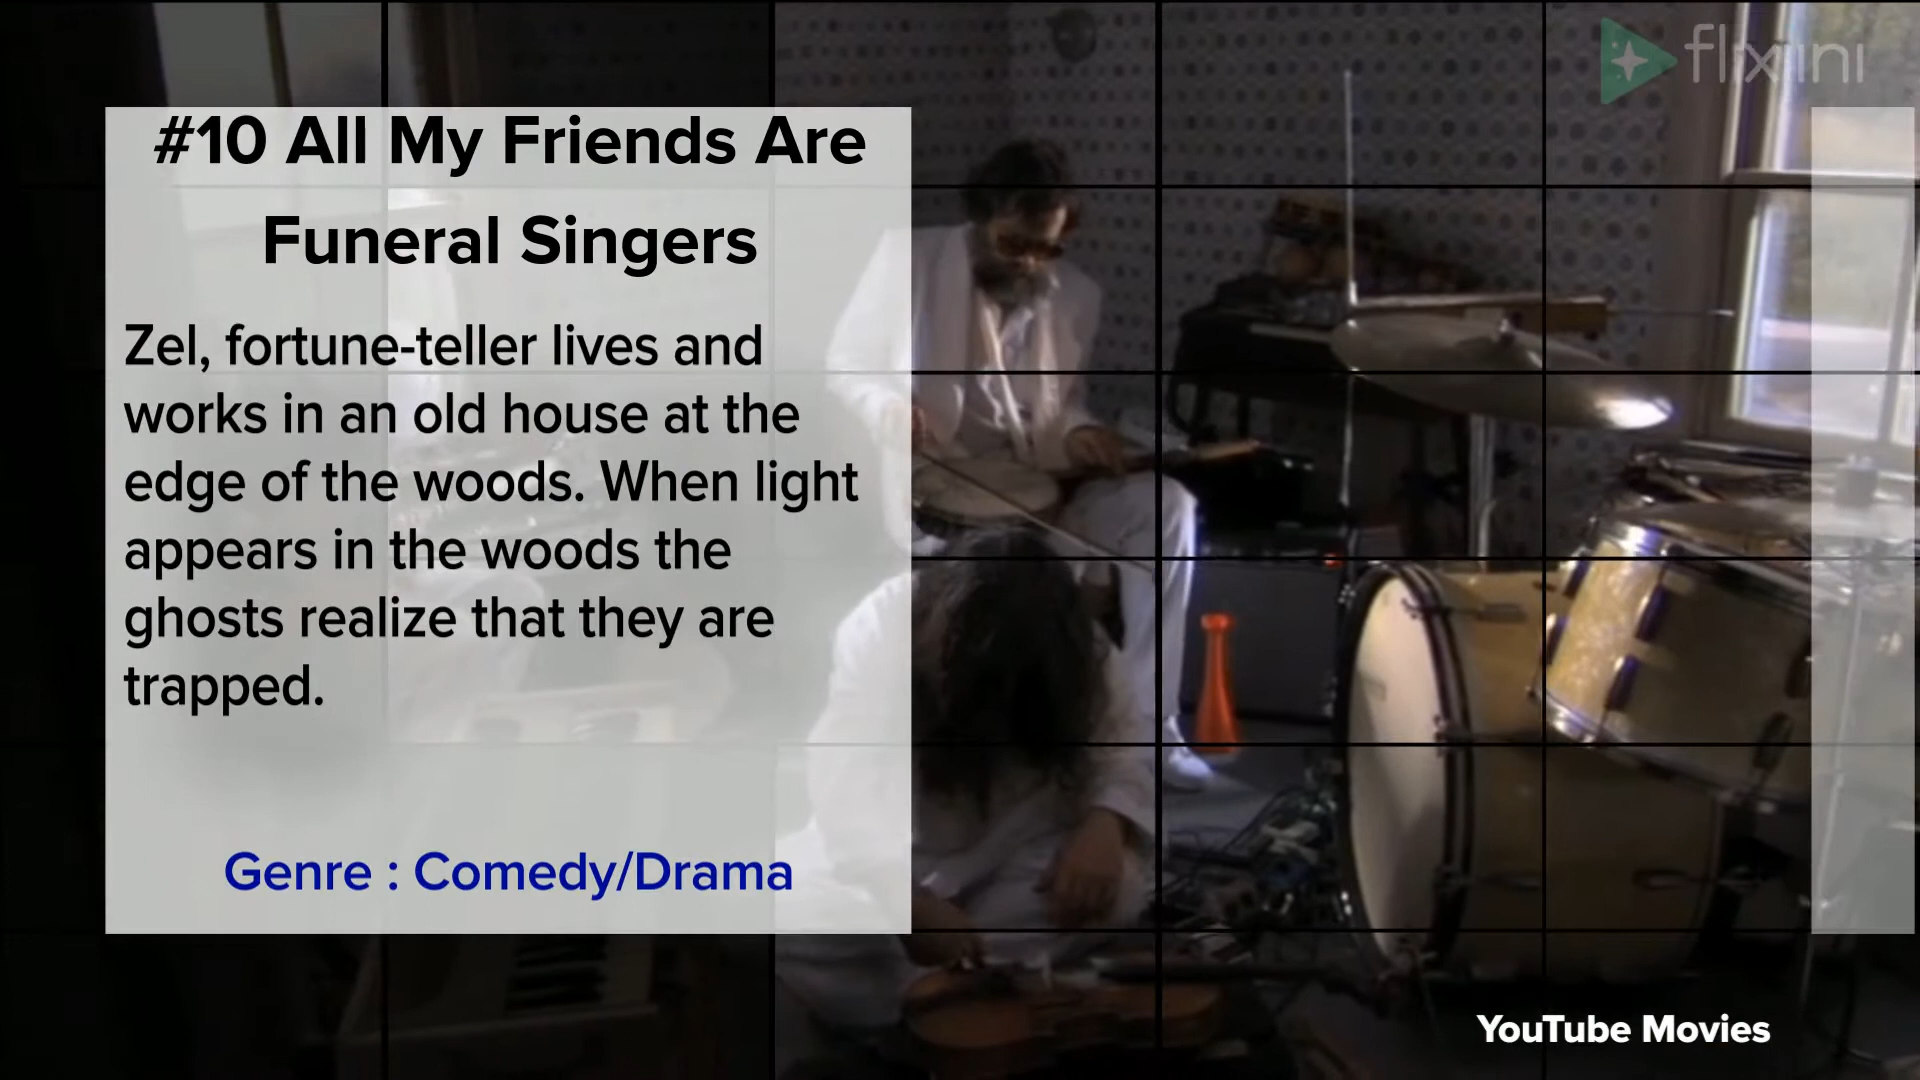 flixiini
#10 All My Friends Are
Funeral Singers
Zel, fortune-teller lives and
works in an old house at the
edge of the woods. When light
appears in the woods the
ghosts realize that they are
trapped.
Genre : Comedy/Drama
YouTube Movies